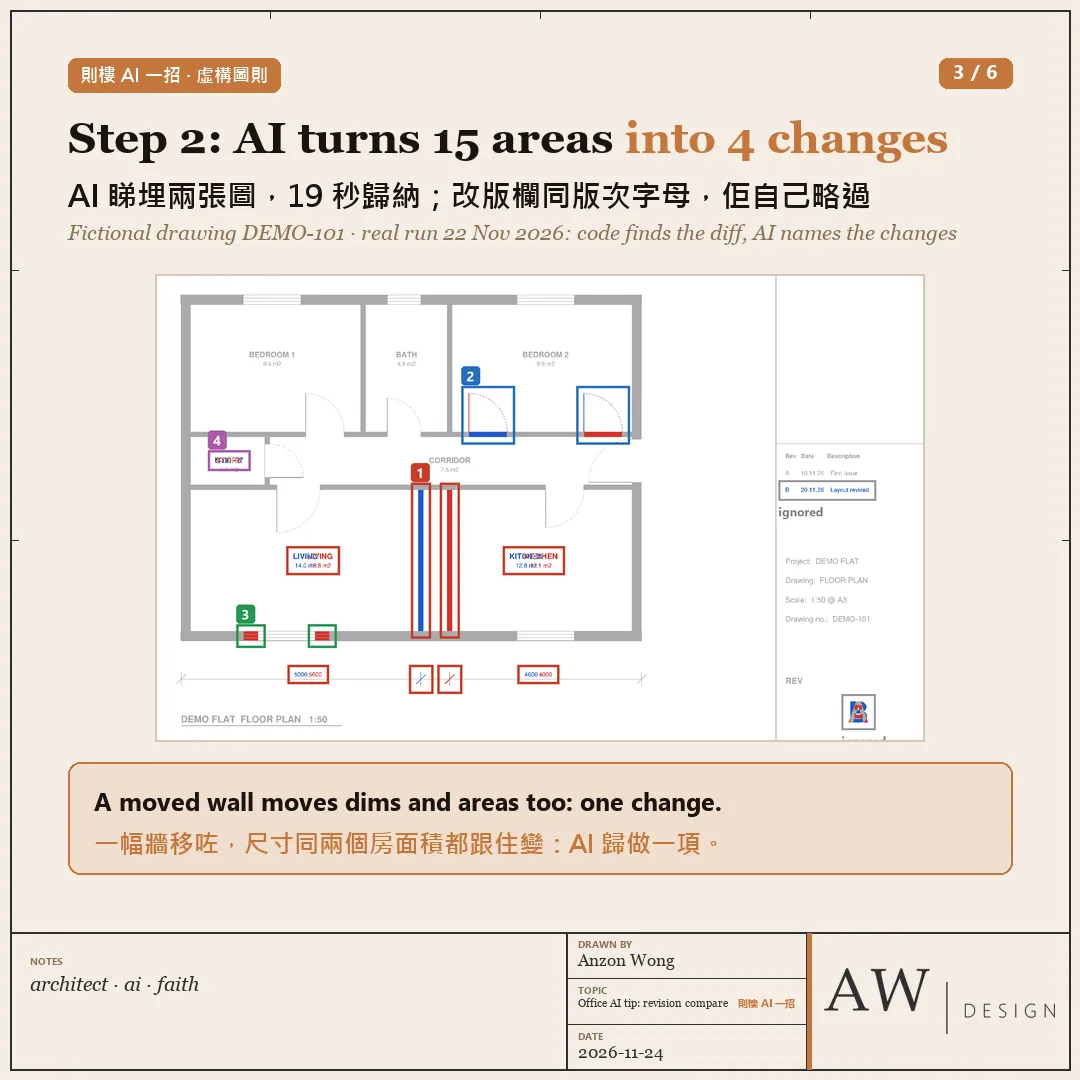 則樓 AI 一招 · 虛構圖則
3 / 6
Step 2: AI turns 15 areas into 4 changes
AI 睇埋兩張圖，19 秒歸納；改版欄同版次字母，佢自己略過
Fictional drawing DEMO-101 · real run 22 Nov 2026: code finds the diff, AI names the changes
BEDROOM 1
9.4 m2
BATH
4.5 m2
BEDROOM 2
9.9 m2
2
4
CORRIDOR
7.5 m2
1
3
5000 5600
4600 4000
DEMO FLAT FLOOR PLAN 1:50
Rev Date Description
A 10.11.26 First issue
B 20.11.26 Layout revised
ignored
Project: DEMO FLAT
Drawing: FLOOR PLAN
Scale: 1:50 @ A3
Drawing no.: DEMO-101
REV
A moved wall moves dims and areas too: one change.
一幅牆移咗，尺寸同兩個房面積都跟住變：AI 歸做一項。
NOTES
architect · ai · faith
DRAWN BY
Anzon Wong
TOPIC
Office AI tip: revision compare 則樓 AI 一招
DATE
2026-11-24
AW DESIGN